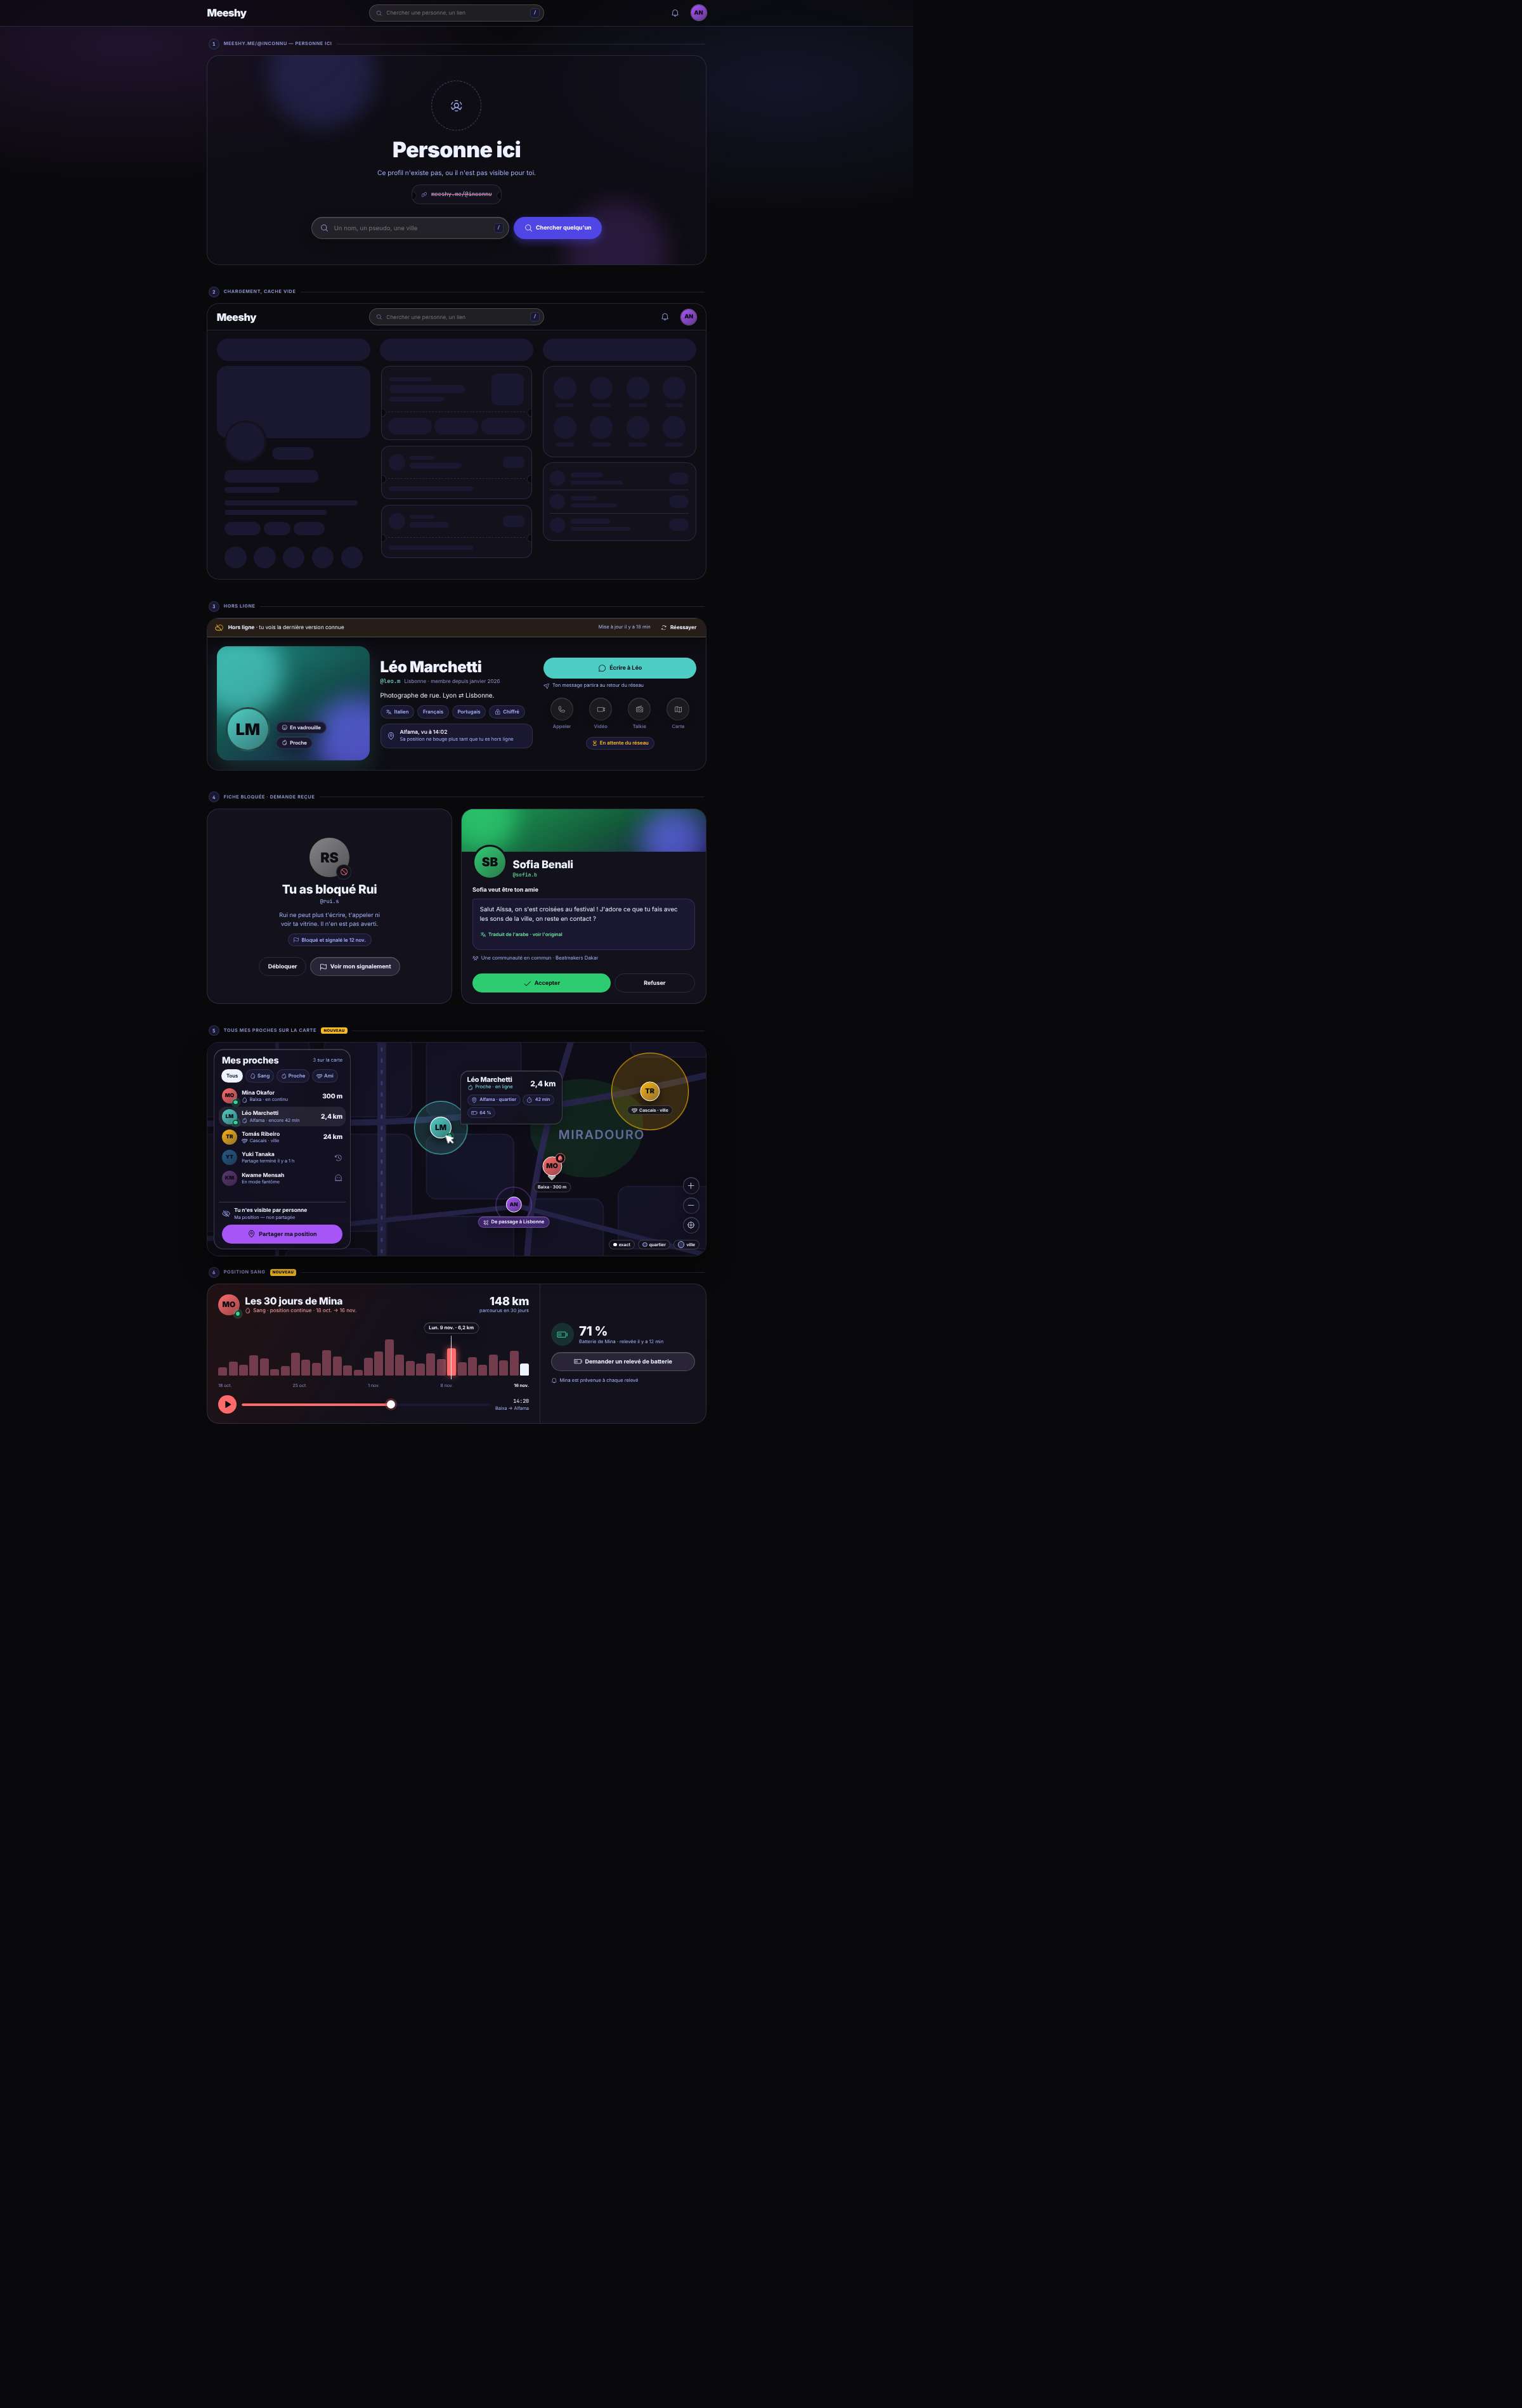 Meeshy
Chercher une personne, un lien
/
AN
1
MEESHY.ME/@INCONNU — PERSONNE ICI
Personne ici
Ce profil n'existe pas, ou il n'est pas visible pour toi.
meeshy.me/@inconnu
Un nom, un pseudo, une ville
/
Chercher quelqu'un
2
CHARGEMENT, CACHE VIDE
Meeshy
Chercher une personne, un lien
/
AN
3
HORS LIGNE
Hors ligne · tu vois la dernière version connue
Mise à jour il y a 18 min
Réessayer
LM
En vadrouille
Proche
Léo Marchetti
@leo.m
Lisbonne · membre depuis janvier 2026
Photographe de rue. Lyon ⇄ Lisbonne.
Italien
Français
Portugais
Chiffré
Alfama, vu à 14:02
Sa position ne bouge plus tant que tu es hors ligne
Écrire à Léo
Ton message partira au retour du réseau
Appeler
Vidéo
Talkie
Carte
En attente du réseau
4
FICHE BLOQUÉE · DEMANDE REÇUE
RS
Tu as bloqué Rui
@rui.s
Rui ne peut plus t'écrire, t'appeler ni
voir ta vitrine. Il n'en est pas averti.
Bloqué et signalé le 12 nov.
Débloquer
Voir mon signalement
SB
Sofia Benali
@sofia.b
Sofia veut être ton amie
Salut Aïssa, on s'est croisées au festival ! J'adore ce que tu fais avec
les sons de la ville, on reste en contact ?
Traduit de l'arabe · voir l'original
Une communauté en commun · Beatmakers Dakar
Accepter
Refuser
5
TOUS MES PROCHES SUR LA CARTE
NOUVEAU
Mes proches
3 sur la carte
Tous
Sang
Proche
Ami
MO
Mina Okafor
Baixa · en continu
300 m
LM
Léo Marchetti
Alfama · encore 42 min
2,4 km
TR
Tomás Ribeiro
Cascais · ville
24 km
YT
Yuki Tanaka
Partage terminé il y a 1 h
KM
Kwame Mensah
En mode fantôme
Tu n'es visible par personne
Ma position — non partagée
Partager ma position
LM
Léo Marchetti
Proche · en ligne
2,4 km
Alfama · quartier
42 min
64 %
TR
Cascais · ville
MIRADOURO
MO
Baixa · 300 m
AN
De passage à Lisbonne
exact
quartier
ville
6
POSITION SANG
NOUVEAU
MO
Les 30 jours de Mina
Sang · position continue · 18 oct. → 16 nov.
148 km
parcourus en 30 jours
Lun. 9 nov. · 6,2 km
18 oct.
25 oct.
1 nov.
8 nov.
16 nov.
14:28
Baixa → Alfama
71 %
Batterie de Mina · relevée il y a 12 min
Demander un relevé de batterie
Mina est prévenue à chaque relevé